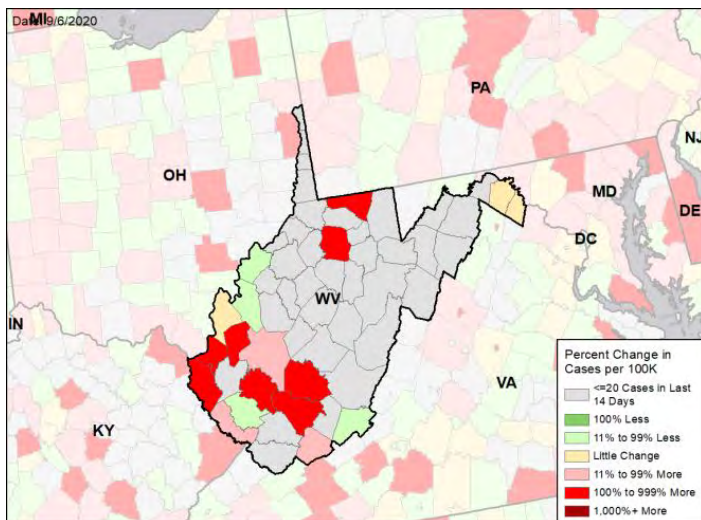 Date: 9/6/2020
MI
PA
NJ
OH
MD
DE
DC
WV
IN
VA
KY
Percent Change in
Cases per 100K
<=20 Cases in Last
14 Days
100% Less
11% to 99% Less
Little Change
11% to 99% More
100% to 999% More
1,000%+ More